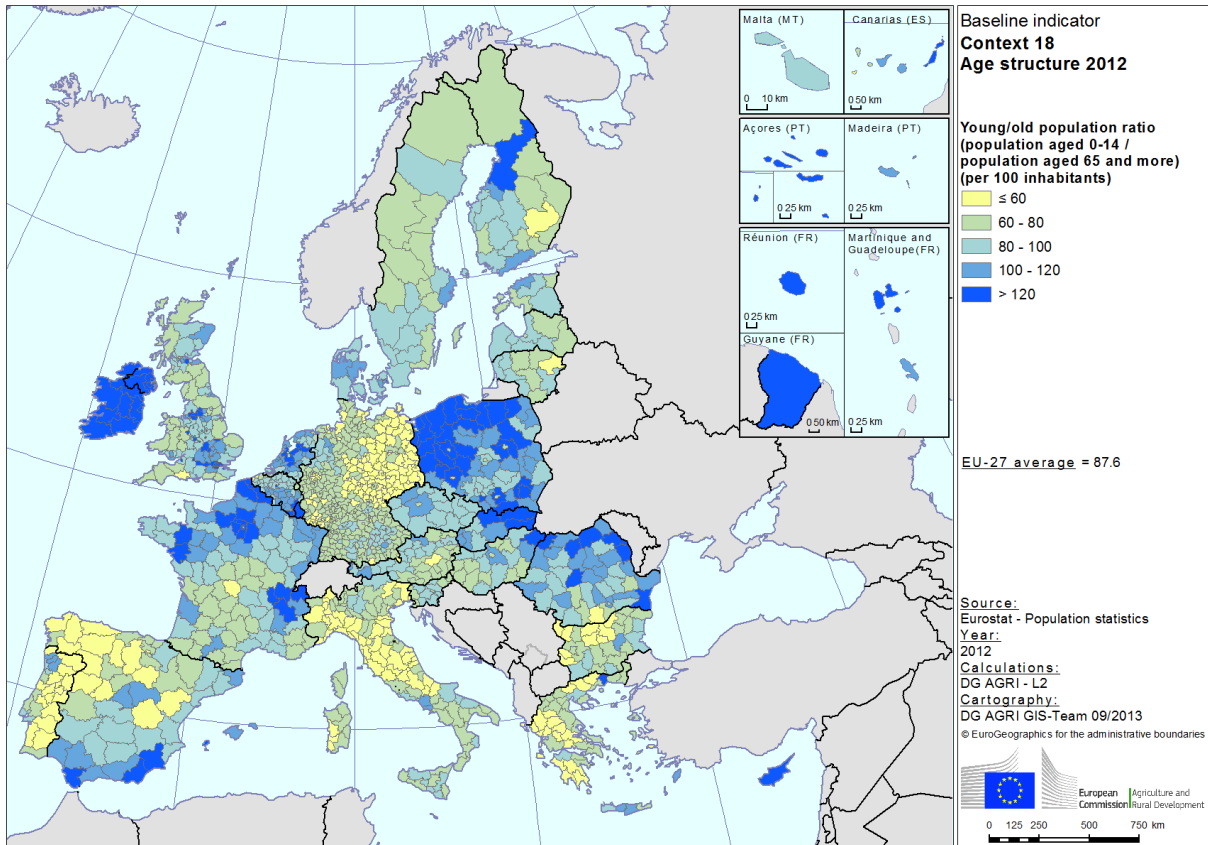 Malta (MT)
0 10 km
Canarias (ES)
0 50 km
Açores (PT)
0 25 km
Madeira (PT)
0 25 km
Réunion (FR)
0 25 km
Martinique and
Guadeloupe(FR)
0 25 km
Guyane (FR)
0 50 km
Baseline indicator
Context 18
Age structure 2012
Young/old population ratio
(population aged 0-14 /
population aged 65 and more)
(per 100 inhabitants)
≤ 60
60 - 80
80 - 100
100 - 120
> 120
EU-27 average = 87.6
Source:
Eurostat - Population statistics
Year:
2012
Calculations:
DG AGRI - L2
Cartography:
DG AGRI GIS-Team 09/2013
© EuroGeographics for the administrative boundaries
European
Commission
Agriculture and
Rural Development
0 125 250 500 750 km